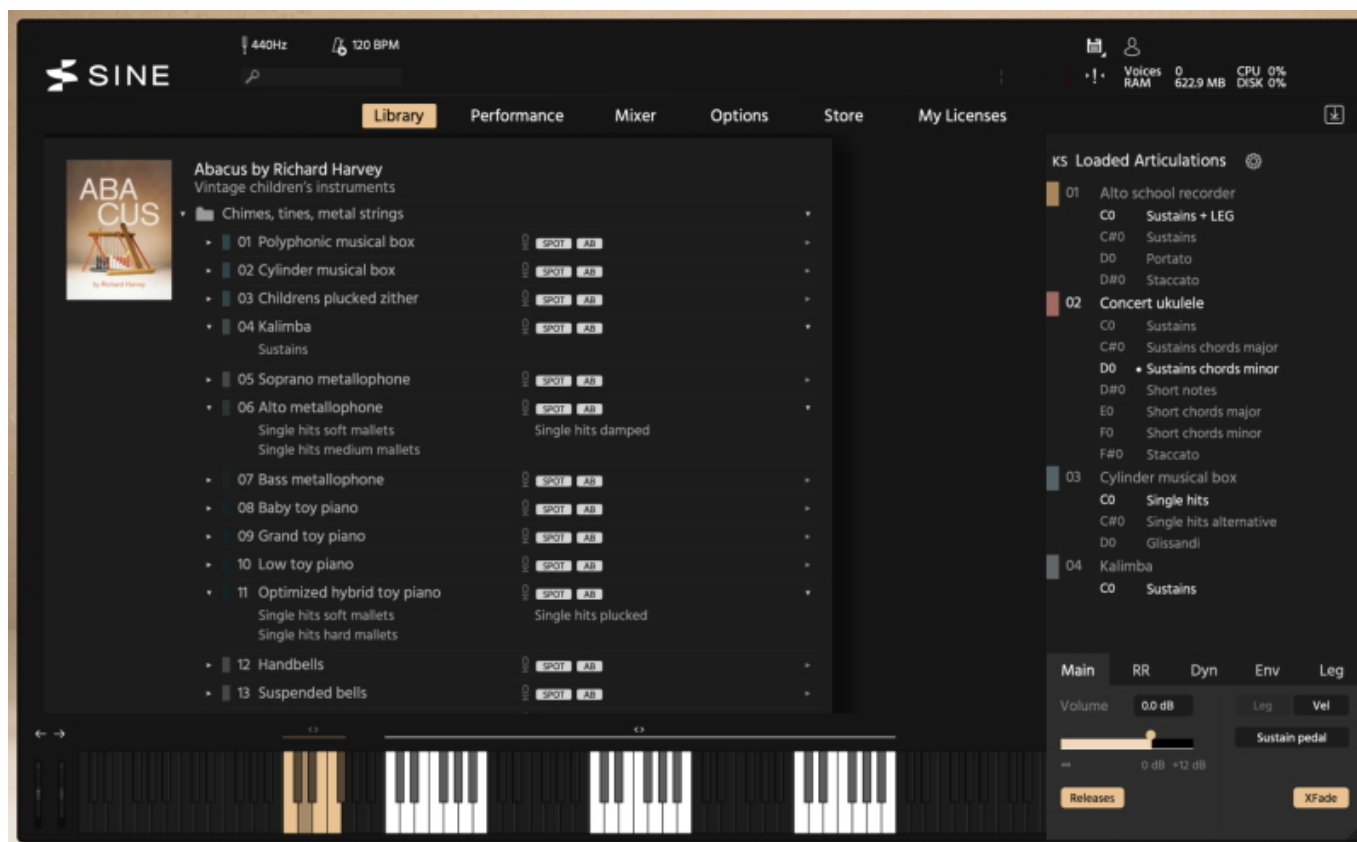 440Hz 120 BPM
SINE
Voices 0 CPU 0%
RAM 622.9 MB DISK 0%
Library Performance Mixer Options Store My Licenses
ABA
CUS
by Richard Harvey
Abacus by Richard Harvey
Vintage children's instruments
Chimes, tines, metal strings
01 Polyphonic musical box SPOT AB
02 Cylinder musical box SPOT AB
03 Childrens plucked zither SPOT AB
04 Kalimba SPOT AB
Sustains
05 Soprano metallophone SPOT AB
06 Alto metallophone SPOT AB
Single hits soft mallets Single hits damped
Single hits medium mallets
07 Bass metallophone SPOT AB
08 Baby toy piano SPOT AB
09 Grand toy piano SPOT AB
10 Low toy piano SPOT AB
11 Optimized hybrid toy piano SPOT AB
Single hits soft mallets Single hits plucked
Single hits hard mallets
12 Handbells SPOT AB
13 Suspended bells SPOT AB
KS Loaded Articulations
01 Alto school recorder
C0 Sustains + LEG
C#0 Sustains
D0 Portato
D#0 Staccato
02 Concert ukulele
C0 Sustains
C#0 Sustains chords major
D0 • Sustains chords minor
D#0 Short notes
E0 Short chords major
F0 Short chords minor
F#0 Staccato
03 Cylinder musical box
C0 Single hits
C#0 Single hits alternative
D0 Glissandi
04 Kalimba
C0 Sustains
Main RR Dyn Env Leg
Volume 0.0 dB Leg Vel
Sustain pedal
-∞ 0 dB +12 dB
Releases XFade